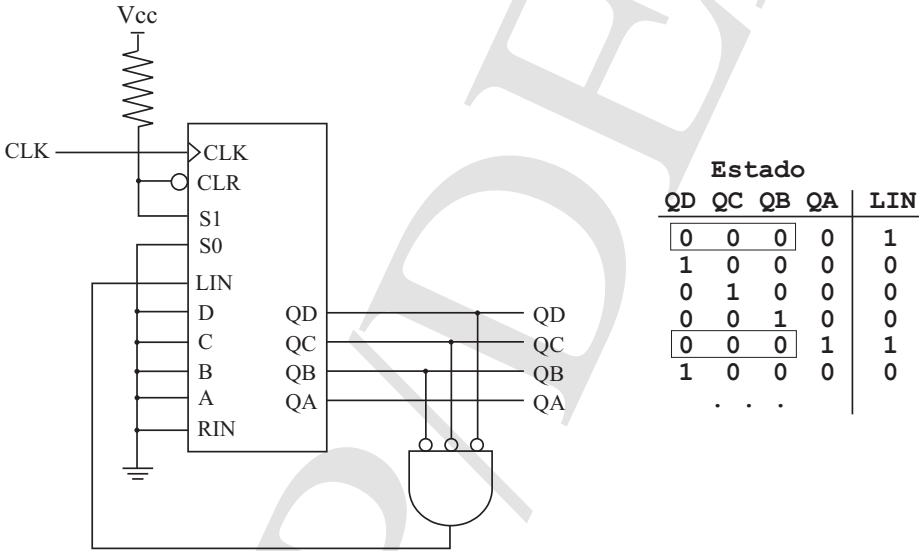 Vcc
CLK
CLK
CLR
S1
S0
LIN
D
C
B
A
RIN
QD
QC
QB
QA
QD
QC
QB
QA
Estado
QD QC QB QA LIN
0 0 0 0 1
1 0 0 0 0
0 1 0 0 0
0 0 1 0 0
0 0 0 1 1
1 0 0 0 0
. . .